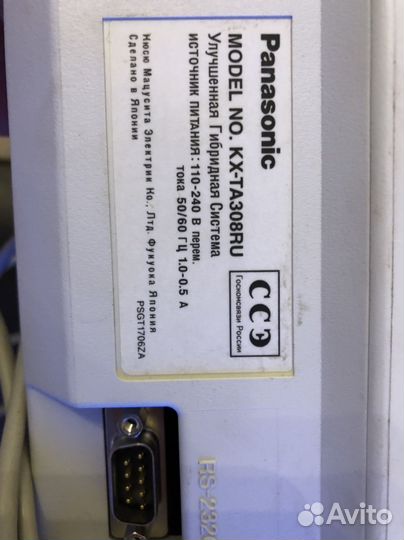 Panasonic
MODEL NO. KX-TA308RU
Улучшенная Гибридная Система
источник питания: 110-240 В перем.
тока 50/60 Гц 1.0-0.5 А
Нюсю Мацусита Электрик Ко., Лтд. Фукуока Япония
Сделано в Японии
PSGT1706ZA
ССЭ
Госкомсвязи России
RS-232C
Avito